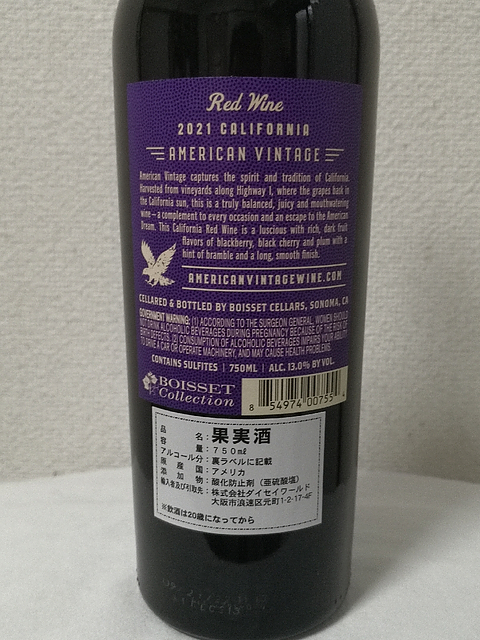 Red Wine
2021 CALIFORNIA
AMERICAN VINTAGE
American Vintage captures the spirit and tradition of California.
Harvested from vineyards along Highway 1, where the grapes bask in
the California sun, this is a truly balanced, juicy and mouthwatering
wine – a complement to every occasion and an escape to the American
Dream. This California Red Wine is a luscious with rich, dark fruit
flavors of blackberry, black cherry and plum with a
hint of bramble and a long, smooth finish.
AMERICANVINTAGEWINE.COM
CELLARED & BOTTLED BY BOISSET CELLARS, SONOMA, CA
GOVERNMENT WARNING: (1) ACCORDING TO THE SURGEON GENERAL, WOMEN SHOULD
NOT DRINK ALCOHOLIC BEVERAGES DURING PREGNANCY BECAUSE OF THE RISK OF
BIRTH DEFECTS. (2) CONSUMPTION OF ALCOHOLIC BEVERAGES IMPAIRS YOUR ABILITY
TO DRIVE A CAR OR OPERATE MACHINERY, AND MAY CAUSE HEALTH PROBLEMS.
CONTAINS SULFITES | 750ML | ALC. 13.0% BY VOL.
BOISSET
Collection
8 54974 00755 4
品名：果実酒
容量：７５０㎖
アルコール分：裏ラベルに記載
原産国：アメリカ
添加物：酸化防止剤（亜硫酸塩）
輸入者及び引取先：株式会社ダイセイワールド
大阪市浪速区元町1-2-17-4F
※飲酒は20歳になってから